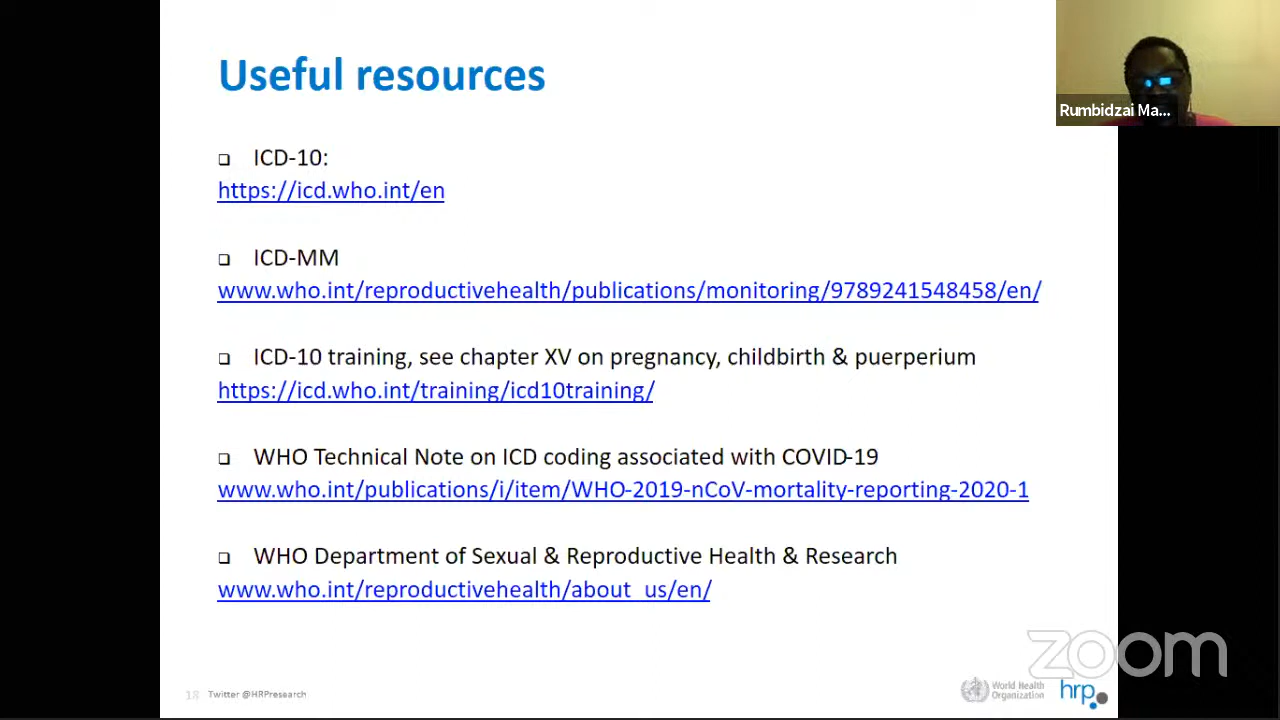 Useful resources
Rumbidzai Ma...
ICD-10:
https://icd.who.int/en
ICD-MM
www.who.int/reproductivehealth/publications/monitoring/9789241548458/en/
ICD-10 training, see chapter XV on pregnancy, childbirth & puerperium
https://icd.who.int/training/icd10training/
WHO Technical Note on ICD coding associated with COVID-19
www.who.int/publications/i/item/WHO-2019-nCoV-mortality-reporting-2020-1
WHO Department of Sexual & Reproductive Health & Research
www.who.int/reproductivehealth/about_us/en/
zoom
18 Twitter @HRPresearch
World Health
Organization
hrp